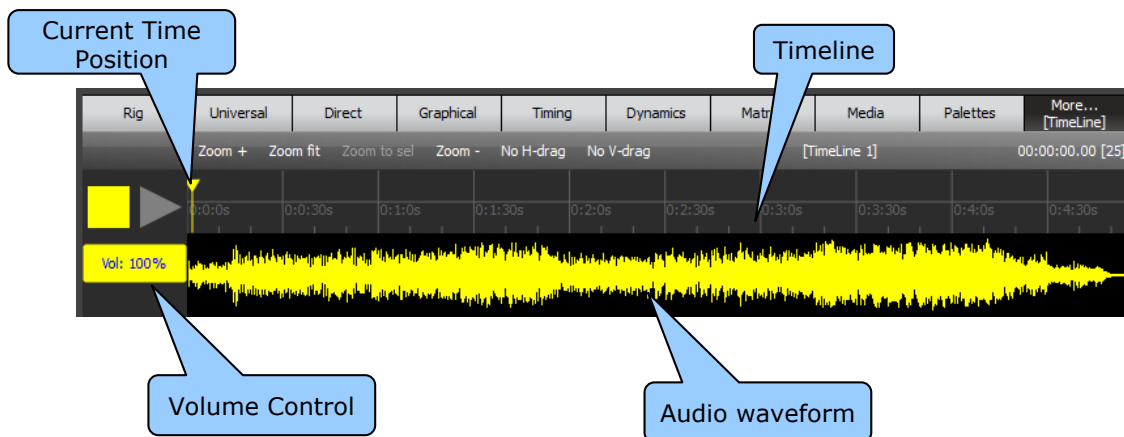 Current Time
Position
Timeline
Rig Universal Direct Graphical Timing Dynamics Media Palettes More...
[TimeLine]
Zoom + Zoom fit Zoom to sel Zoom - No H-drag No V-drag [TimeLine 1] 00:00:00.00 [25]
0:0:0s 0:0:30s 0:1:0s 0:1:30s 0:2:0s 0:2:30s 0:3:0s 0:3:30s 0:4:0s 0:4:30s
Vol: 100%
Volume Control
Audio waveform